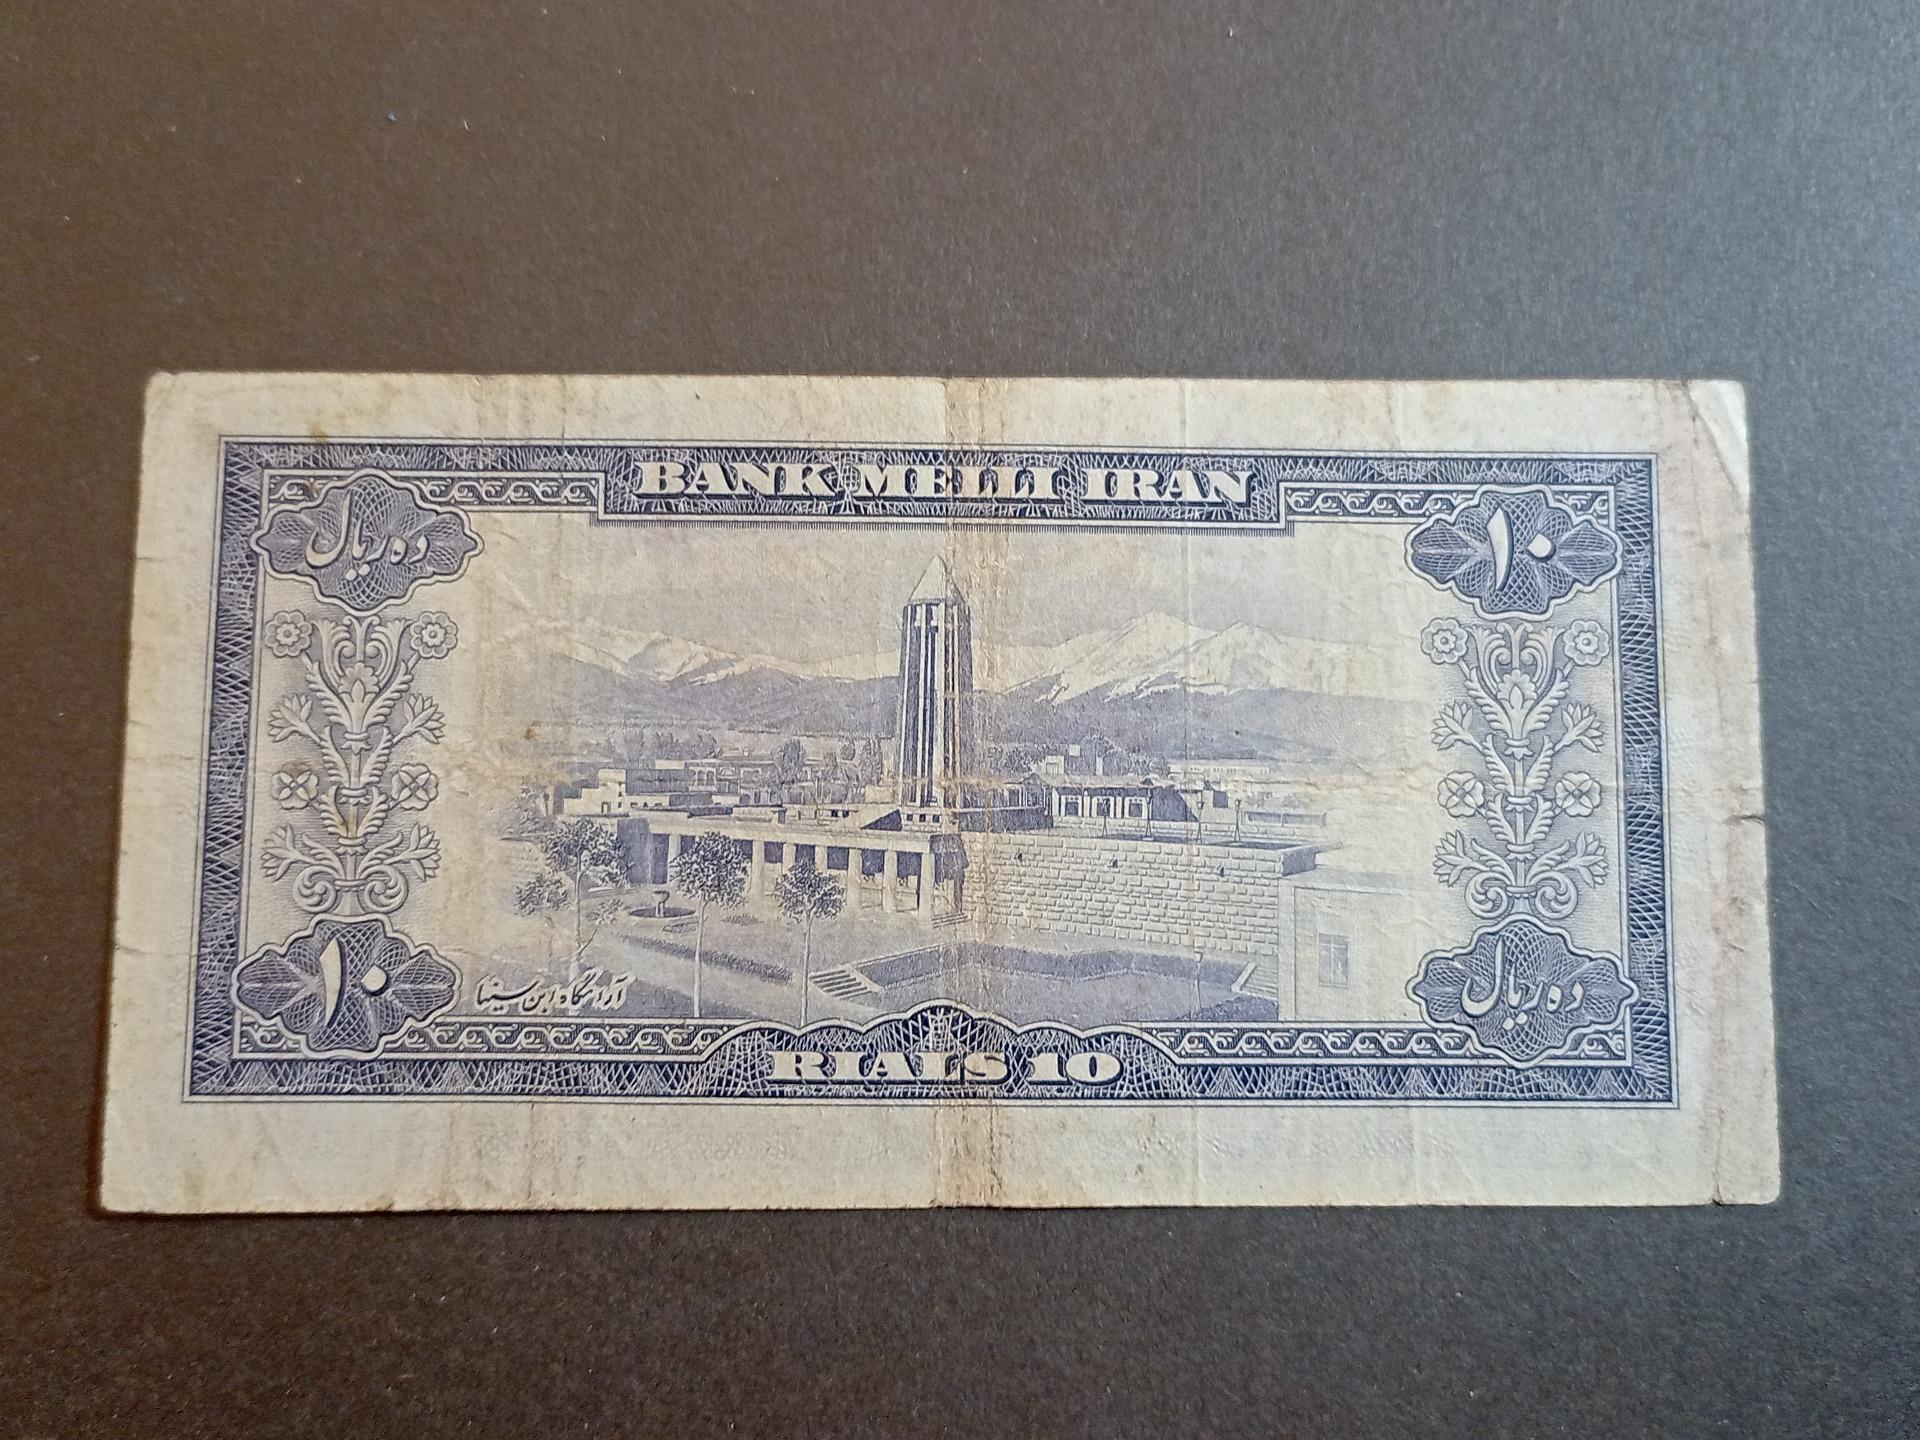 BANK MELLI IRAN
ده ریال
۱۰
۱۰
آرامگاه ابن سینا
ده ریال
RIALS 10